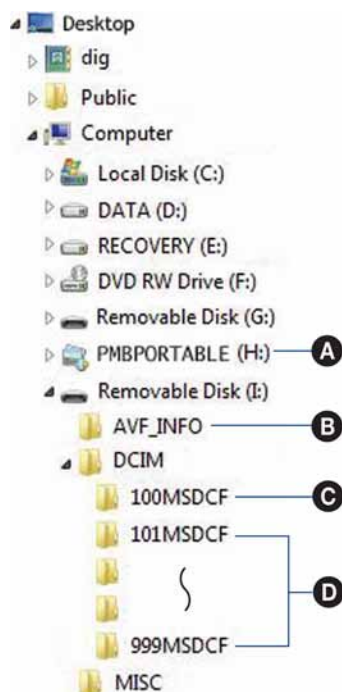 Desktop
dig
Public
Computer
Local Disk (C:)
DATA (D:)
RECOVERY (E:)
DVD RW Drive (F:)
Removable Disk (G:)
PMBPORTABLE (H:) A
Removable Disk (I:)
AVF_INFO B
DCIM
100MSDCF C
101MSDCF
D
999MSDCF
MISC